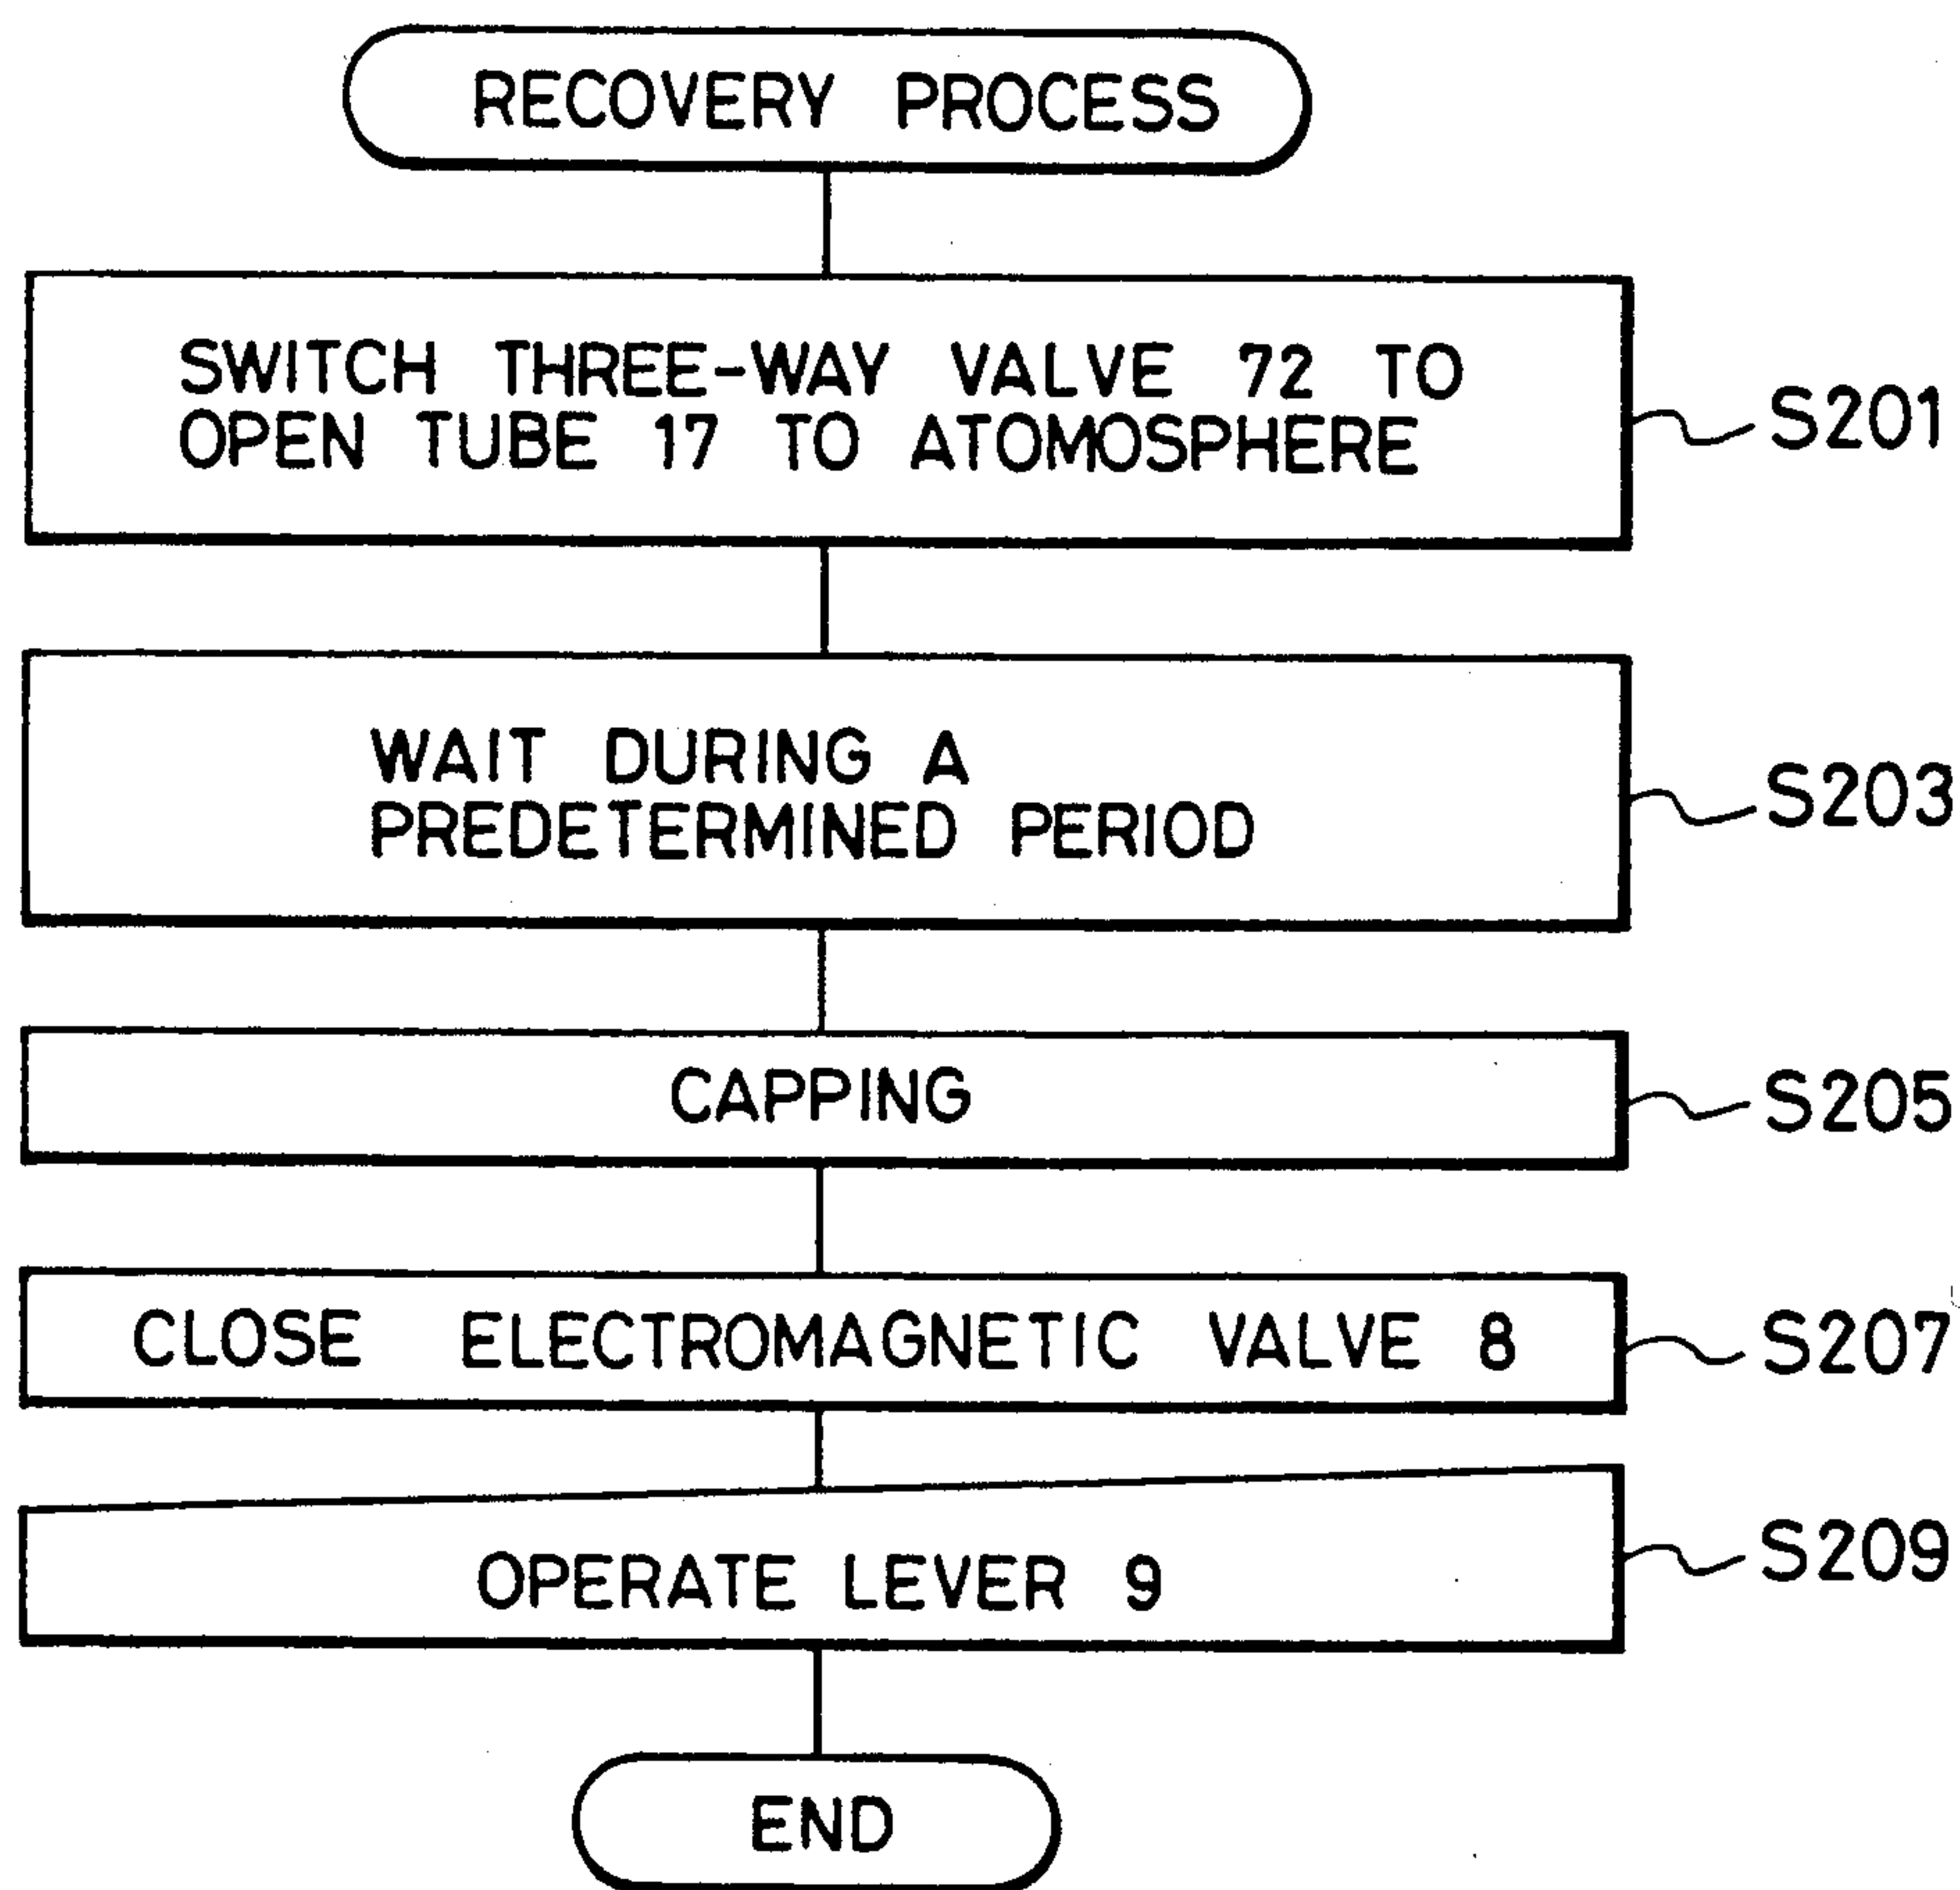 RECOVERY PROCESS
SWITCH THREE-WAY VALVE 72 TO
OPEN TUBE 17 TO ATOMOSPHERE
S201
WAIT DURING A
PREDETERMINED PERIOD
S203
CAPPING
S205
CLOSE ELECTROMAGNETIC VALVE 8
S207
OPERATE LEVER 9
S209
END